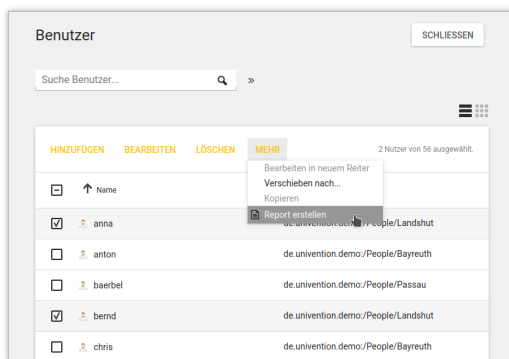 Benutzer
SCHLIESSEN
Suche Benutzer...
»
HINZUFÜGEN BEARBEITEN LÖSCHEN MEHR 2 Nutzer von 56 ausgewählt.
Bearbeiten in neuem Reiter
Verschieben nach...
Kopieren
Report erstellen
Name
anna de.univention.demo:/People/Landshut
anton de.univention.demo:/People/Bayreuth
baerbel de.univention.demo:/People/Passau
bernd de.univention.demo:/People/Landshut
chris de.univention.demo:/People/Bayreuth